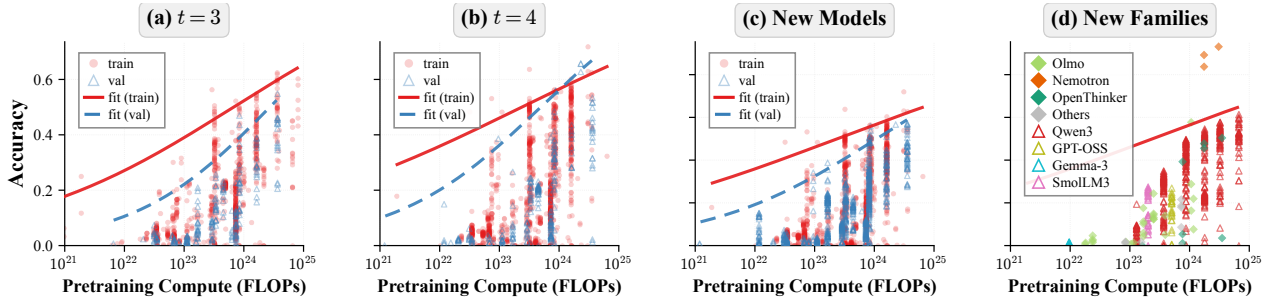 (a) t = 3
(b) t = 4
(c) New Models
(d) New Families
Accuracy
0.6
0.4
0.2
0.0
train
val
fit (train)
fit (val)
10^21
10^22
10^23
10^24
10^25
Pretraining Compute (FLOPs)
train
val
fit (train)
fit (val)
10^21
10^22
10^23
10^24
10^25
Pretraining Compute (FLOPs)
train
val
fit (train)
fit (val)
10^21
10^22
10^23
10^24
10^25
Pretraining Compute (FLOPs)
Olmo
Nemotron
OpenThinker
Others
Qwen3
GPT-OSS
Gemma-3
SmolLM3
10^21
10^22
10^23
10^24
10^25
Pretraining Compute (FLOPs)